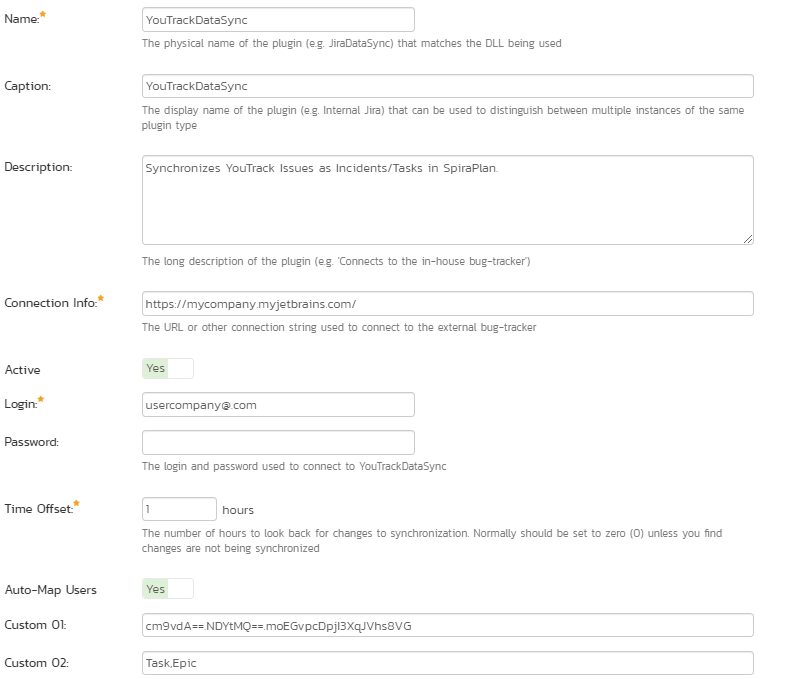 Name:*
YouTrackDataSync
The physical name of the plugin (e.g. JiraDataSync) that matches the DLL being used
Caption:
YouTrackDataSync
The display name of the plugin (e.g. Internal Jira) that can be used to distinguish between multiple instances of the same
plugin type
Description:
Synchronizes YouTrack Issues as Incidents/Tasks in SpiraPlan.
The long description of the plugin (e.g. 'Connects to the in-house bug-tracker')
Connection Info:*
https://mycompany.myjetbrains.com/
The URL or other connection string used to connect to the external bug-tracker
Active
Yes
Login:*
usercompany@.com
Password:
The login and password used to connect to YouTrackDataSync
Time Offset:*
1 hours
The number of hours to look back for changes to synchronization. Normally should be set to zero (0) unless you find
changes are not being synchronized
Auto-Map Users
Yes
Custom 01:
cm9vdA==.NDYtMQ==.moEGvpcDpjI3XqJVhs8VG
Custom 02:
Task,Epic